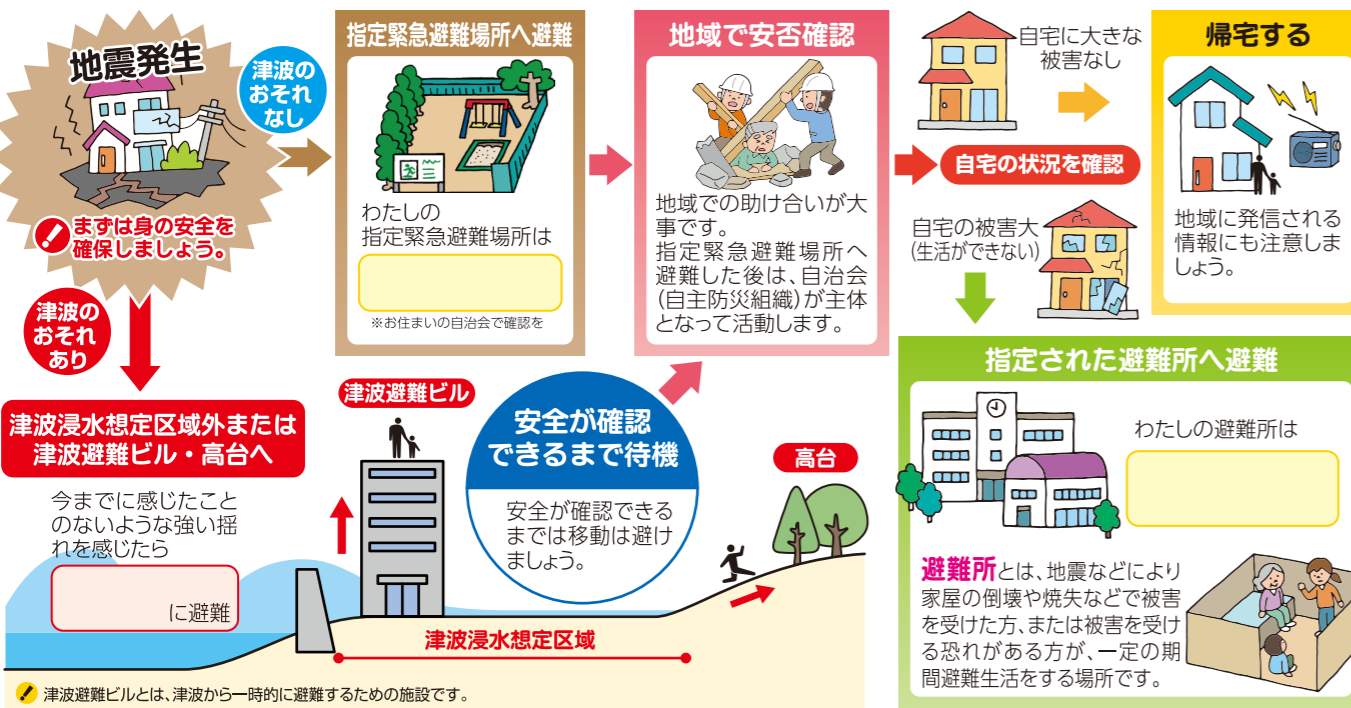 地震発生
まずは身の安全を
確保しましょう。
津波の
おそれ
なし
指定緊急避難場所へ避難
わたしの
指定緊急避難場所は
※お住まいの自治会で確認を
地域で安否確認
地域での助け合いが大
事です。
指定緊急避難場所へ
避難した後は、自治会
(自主防災組織)が主体
となって活動します。
自宅に大きな
被害なし
自宅の状況を確認
自宅の被害大
(生活ができない)
帰宅する
地域に発信される
情報にも注意しま
しょう。
津波の
おそれ
あり
津波浸水想定区域外または
津波避難ビル・高台へ
今までに感じたこと
のないような強い揺
れを感じたら
に避難
津波避難ビル
安全が確認
できるまで待機
安全が確認できる
までは移動は避け
ましょう。
高台
津波浸水想定区域
津波避難ビルとは、津波から一時的に避難するための施設です。
指定された避難所へ避難
わたしの避難所は
避難所とは、地震などにより
家屋の倒壊や焼失などで被害
を受けた方、または被害を受け
る恐れがある方が、一定の期
間避難生活をする場所です。